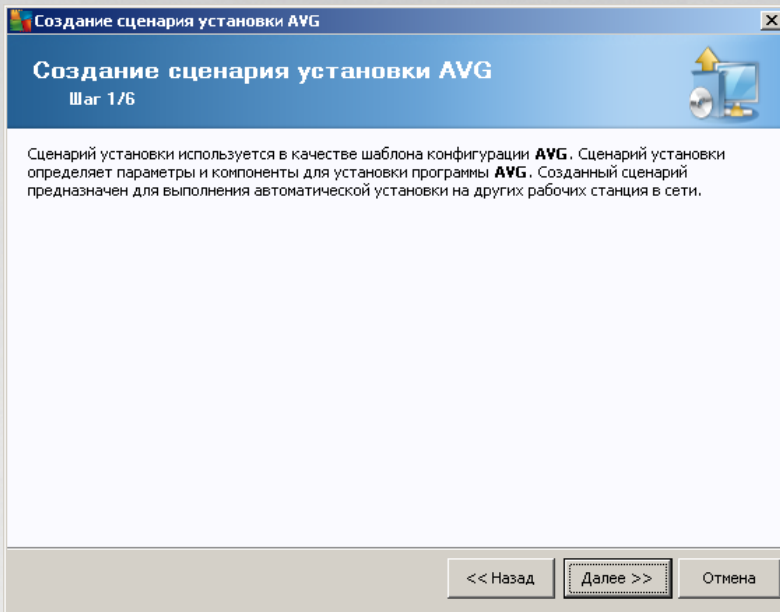 Создание сценария установки AVG
Создание сценария установки AVG
Шаг 1/6
Сценарий установки используется в качестве шаблона конфигурации AVG. Сценарий установки
определяет параметры и компоненты для установки программы AVG. Созданный сценарий
предназначен для выполнения автоматической установки на других рабочих станция в сети.
<< Назад Далее >> Отмена